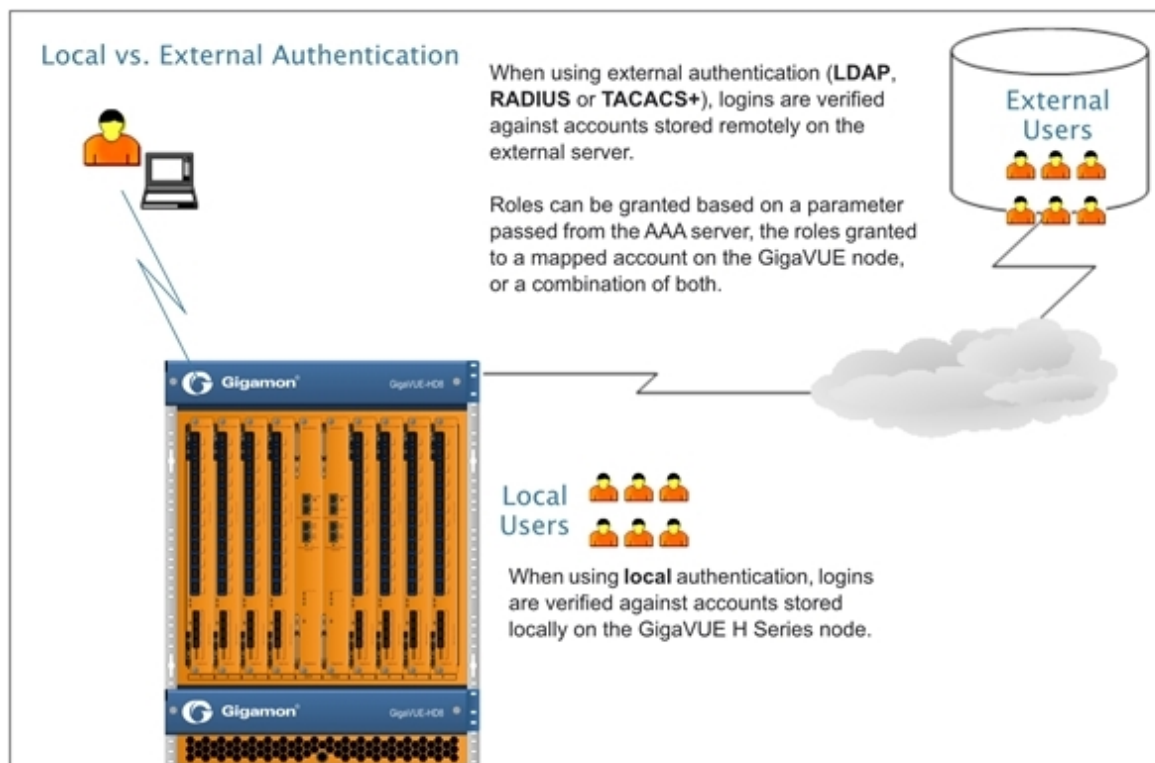 Local vs. External Authentication
When using external authentication (LDAP,
RADIUS or TACACS+), logins are verified
against accounts stored remotely on the
external server.
Roles can be granted based on a parameter
passed from the AAA server, the roles granted
to a mapped account on the GigaVUE node,
or a combination of both.
External
Users
Gigamon®
GigaVUE-HD8
Local
Users
When using local authentication, logins
are verified against accounts stored
locally on the GigaVUE H Series node.
Gigamon®
GigaVUE-HD8